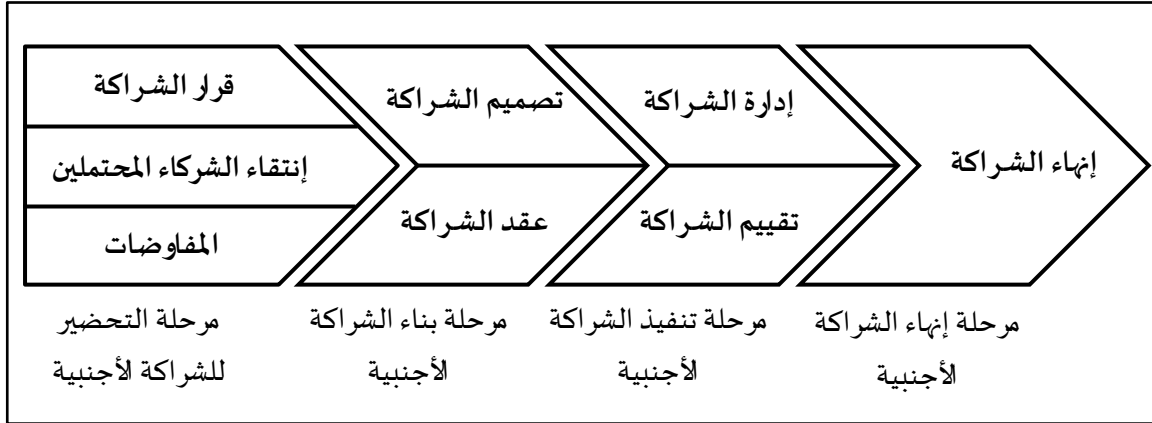 قرار الشراكة
إنتقاء الشركاء المحتملين
المفاوضات
تصميم الشراكة
عقد الشراكة
إدارة الشراكة
تقييم الشراكة
إنهاء الشراكة
مرحلة التحضير
للشراكة الأجنبية
مرحلة بناء الشراكة
الأجنبية
مرحلة تنفيذ الشراكة
الأجنبية
مرحلة إنهاء الشراكة
الأجنبية